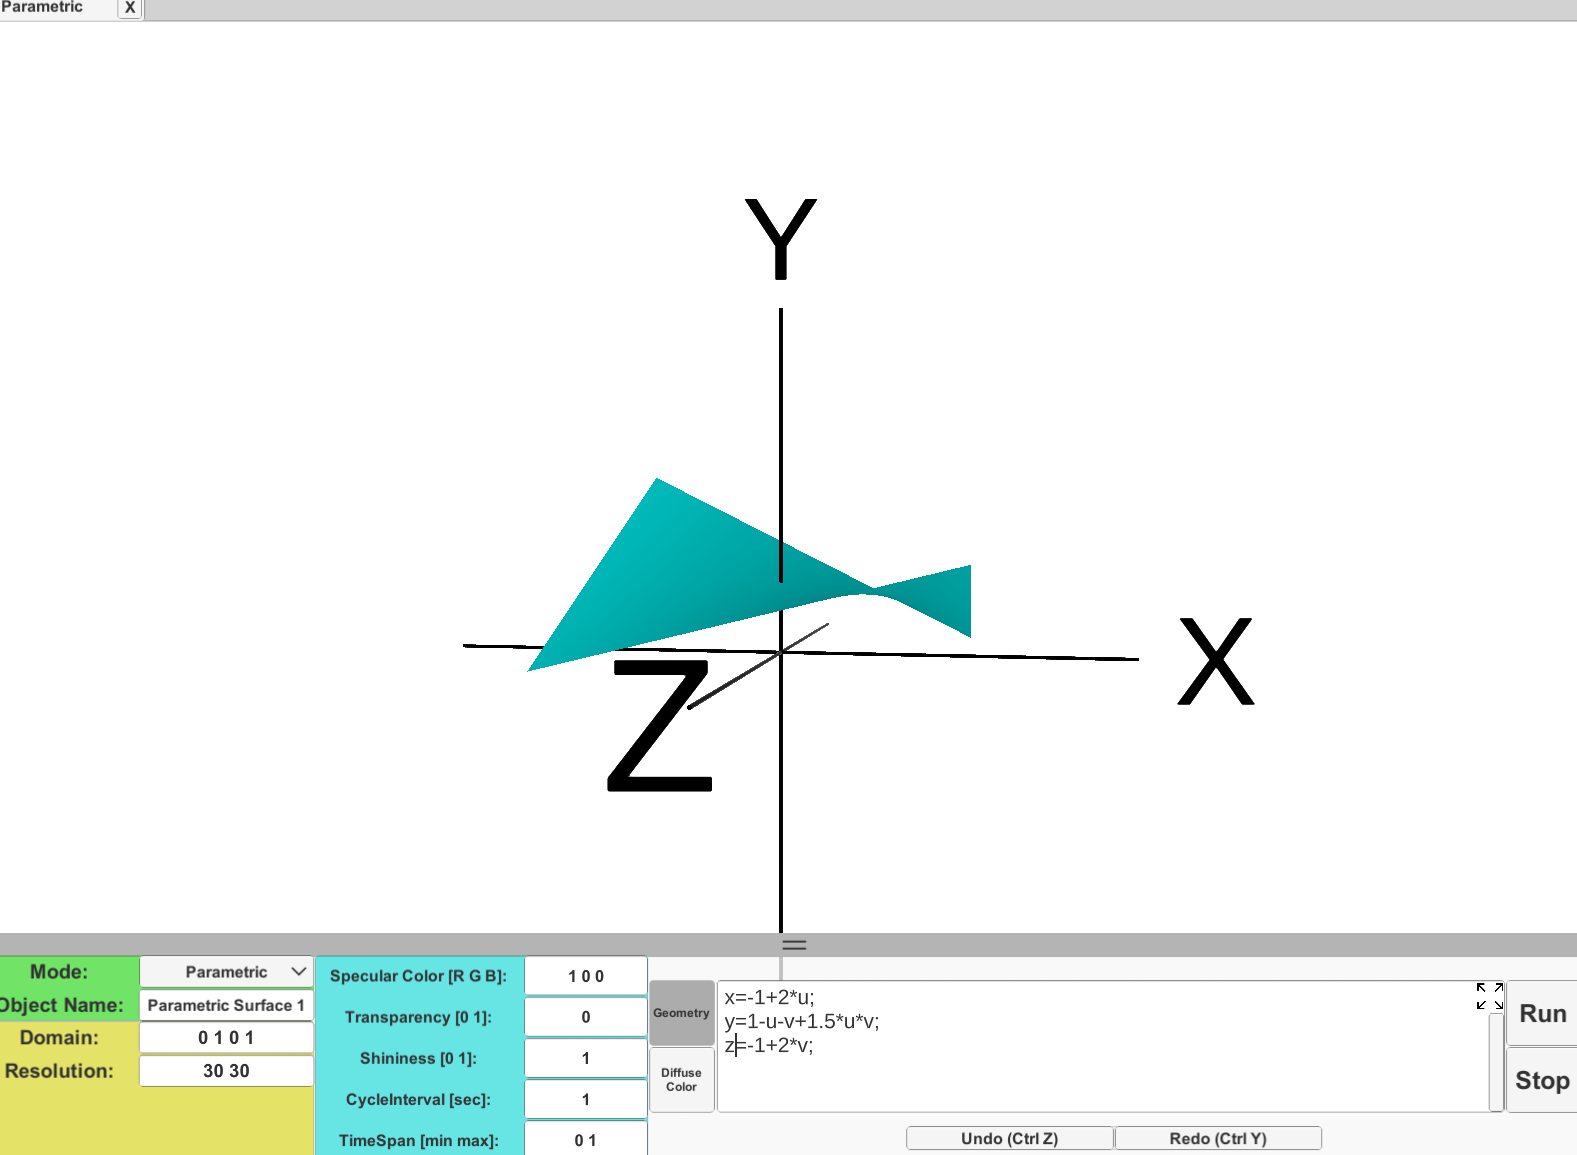 Parametric X
Y
X
Z
Mode: Parametric
Object Name: Parametric Surface 1
Domain: 0 1 0 1
Resolution: 30 30
Specular Color [R G B]: 1 0 0
Transparency [0 1]: 0
Shininess [0 1]: 1
CycleInterval [sec]: 1
TimeSpan [min max]: 0 1
Geometry
Diffuse
Color
x=-1+2*u;
y=1-u-v+1.5*u*v;
z=-1+2*v;
Run
Stop
Undo (Ctrl Z) Redo (Ctrl Y)